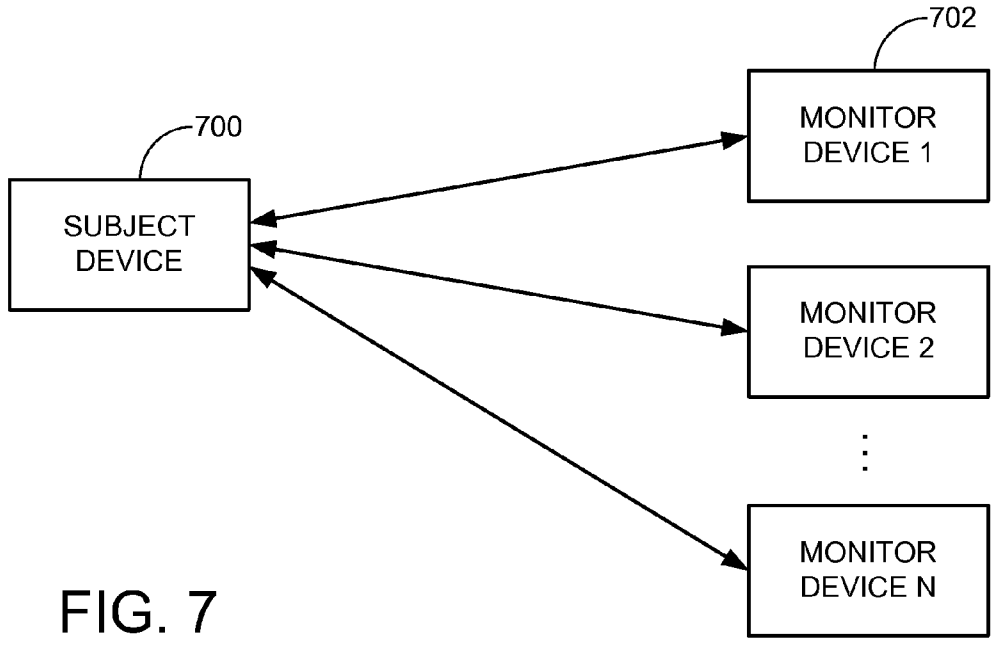 702
MONITOR
DEVICE 1
700
SUBJECT
DEVICE
MONITOR
DEVICE 2
MONITOR
DEVICE N
FIG. 7